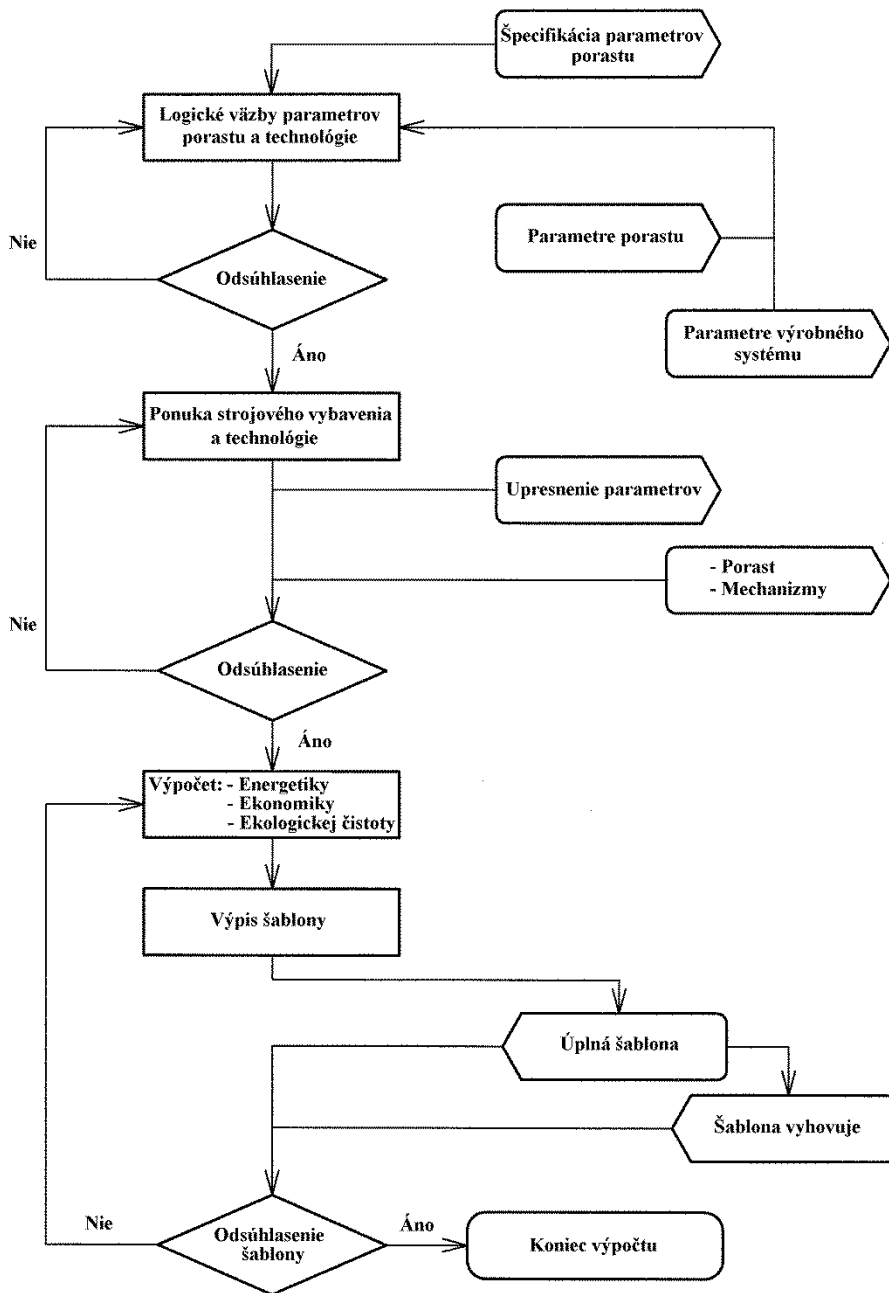 Špecifikácia parametrov
porastu
Logické väzby parametrov
porastu a technológie
Nie
Parametre porastu
Odsúhlasenie
Parametre výrobného
systému
Áno
Ponuka strojového vybavenia
a technológie
Upresnenie parametrov
- Porast
- Mechanizmy
Nie
Odsúhlasenie
Áno
Výpočet: - Energetiky
- Ekonomiky
- Ekologickej čistoty
Výpis šablony
Úplná šablona
Šablona vyhovuje
Nie
Odsúhlasenie
šablony
Áno
Koniec výpočtu